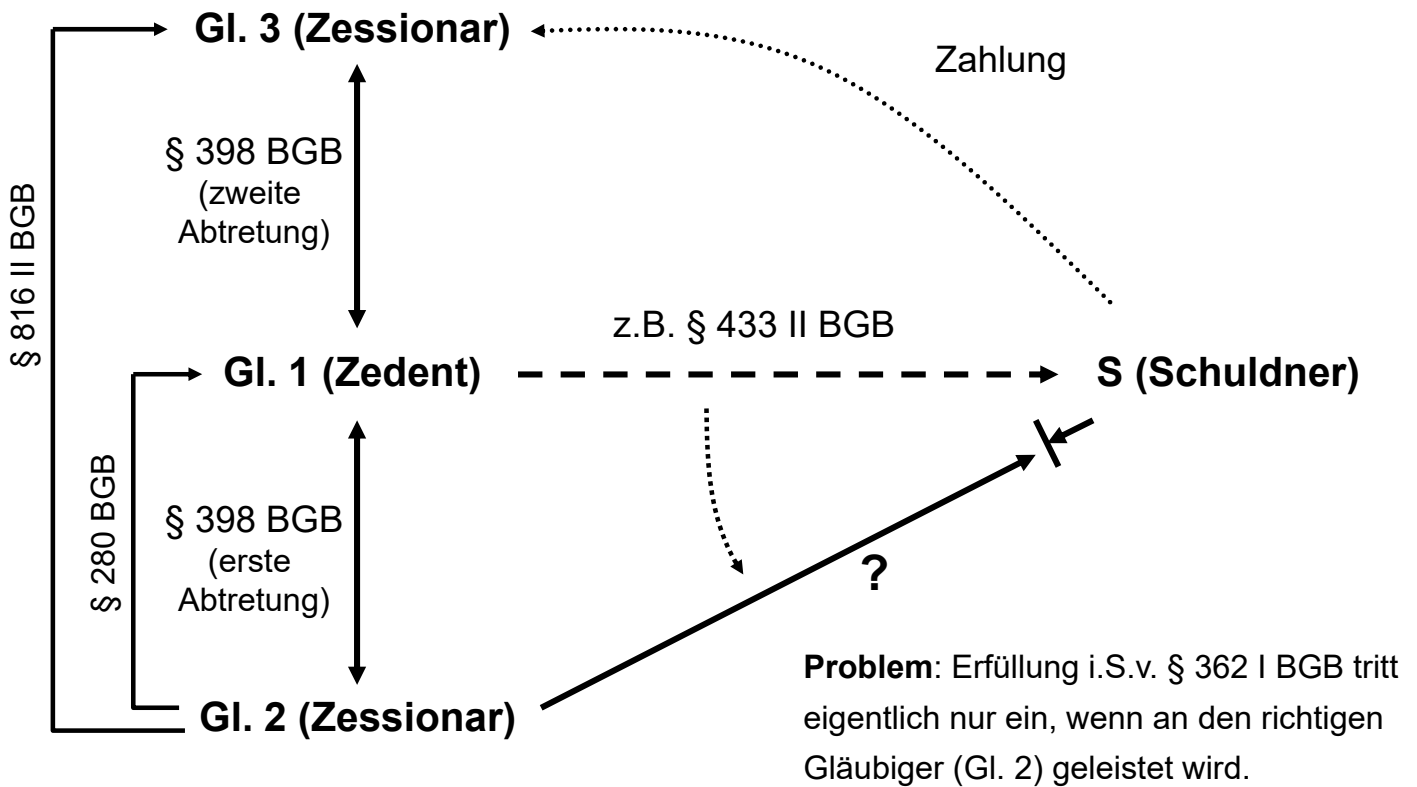 Gl. 3 (Zessionar)
Zahlung
§ 398 BGB
(zweite
Abtretung)
§ 816 II BGB
z.B. § 433 II BGB
Gl. 1 (Zedent)
S (Schuldner)
§ 280 BGB
§ 398 BGB
(erste
Abtretung)
?
Gl. 2 (Zessionar)
Problem: Erfüllung i.S.v. § 362 I BGB tritt
eigentlich nur ein, wenn an den richtigen
Gläubiger (Gl. 2) geleistet wird.